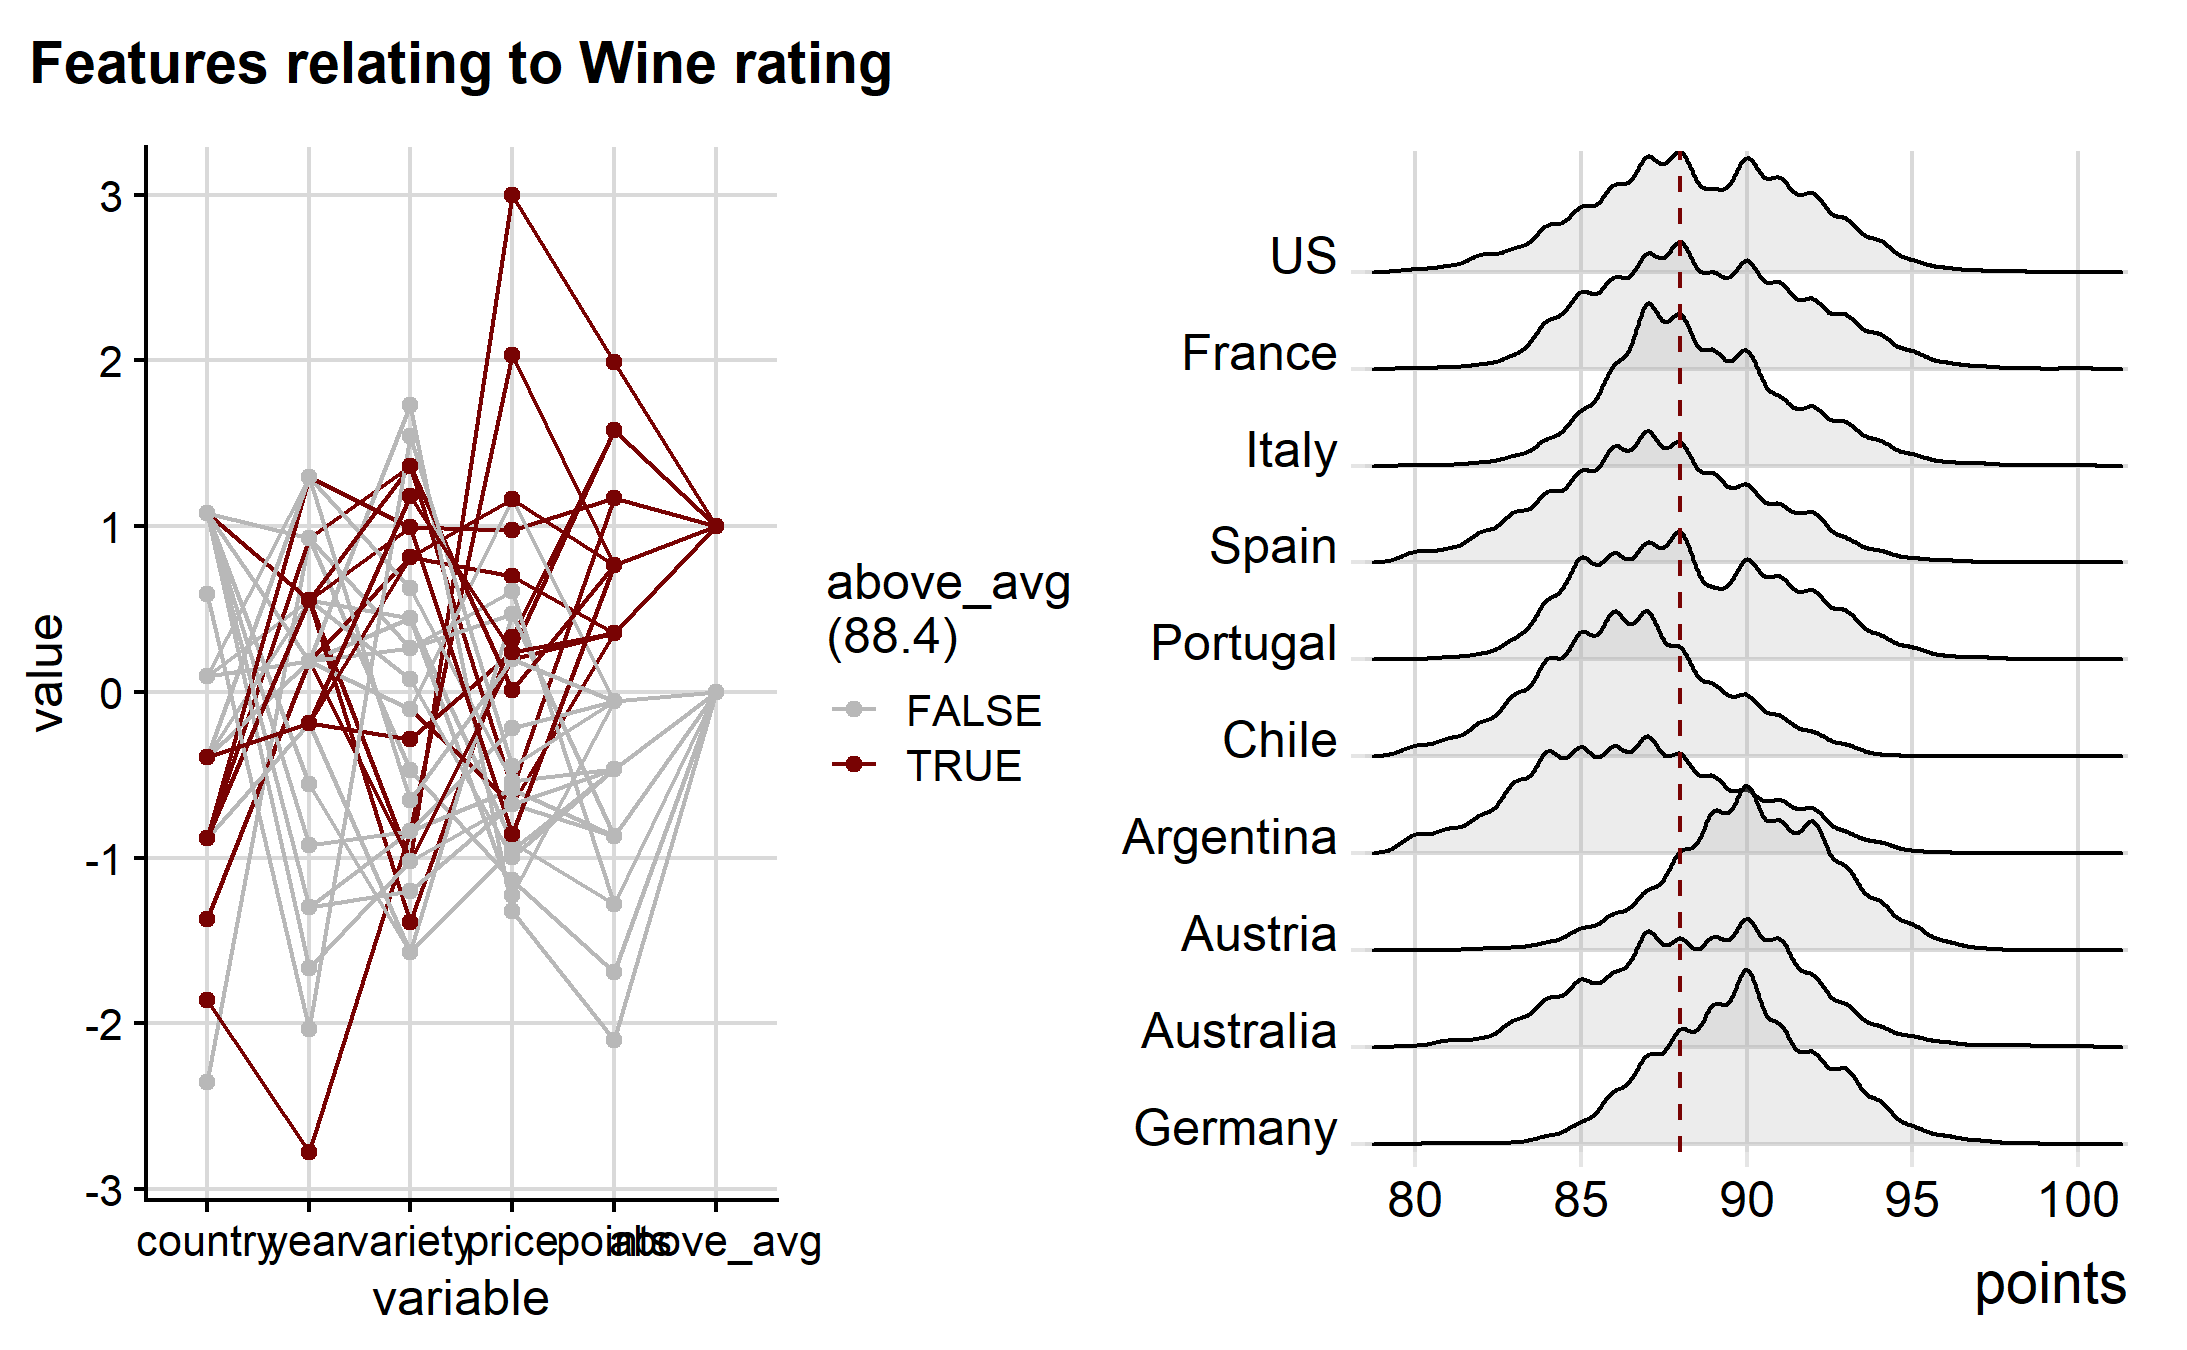 Features relating to Wine rating
value
3
2
1
0
-1
-2
-3
country year variety price points above_avg
variable
above_avg
(88.4)
FALSE
TRUE
US
France
Italy
Spain
Portugal
Chile
Argentina
Austria
Australia
Germany
80 85 90 95 100
points